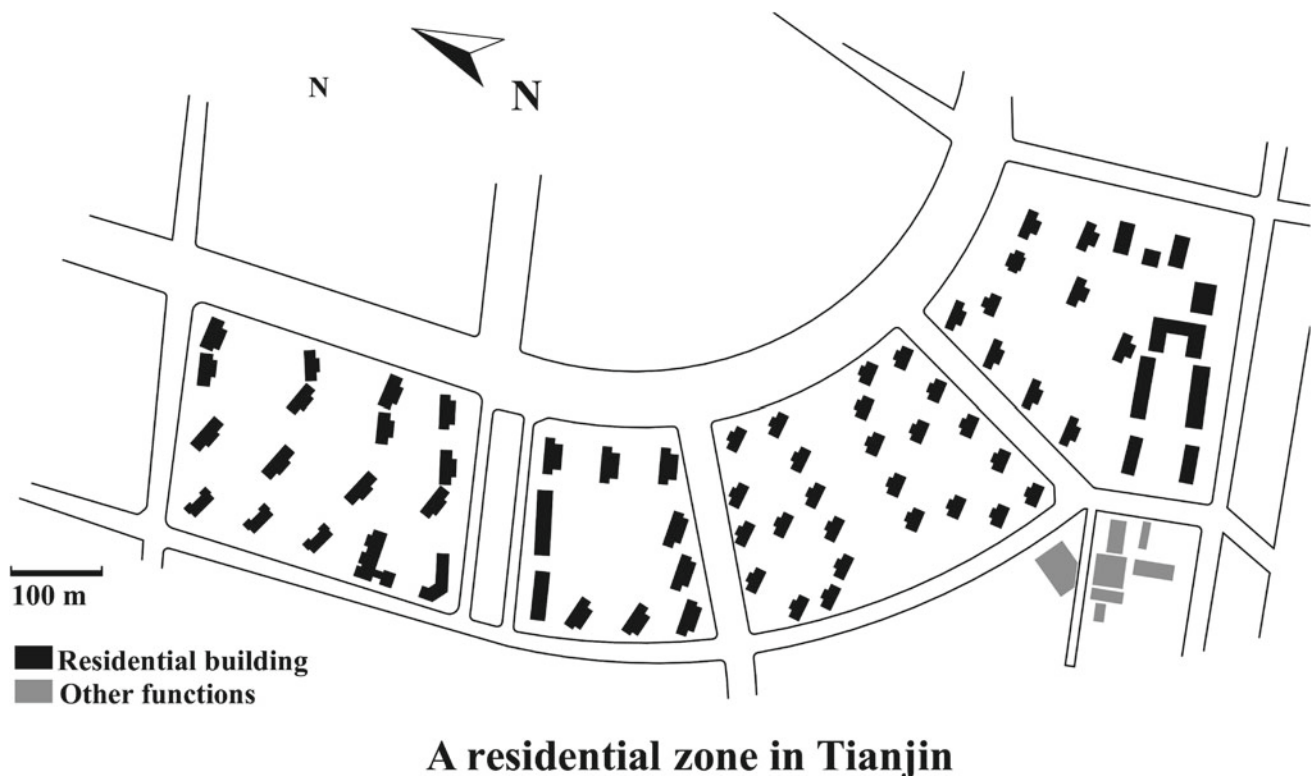 N
N
100 m
Residential building
Other functions
A residential zone in Tianjin